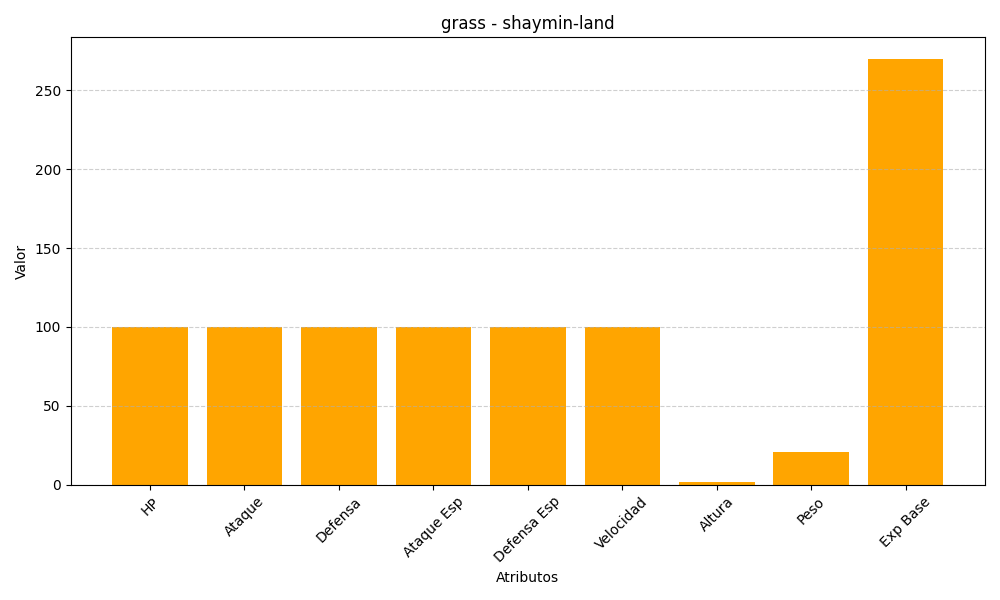 grass - shaymin-land
Valor
250
200
150
100
50
0
HP
Ataque
Defensa
Ataque Esp
Defensa Esp
Velocidad
Altura
Peso
Exp Base
Atributos